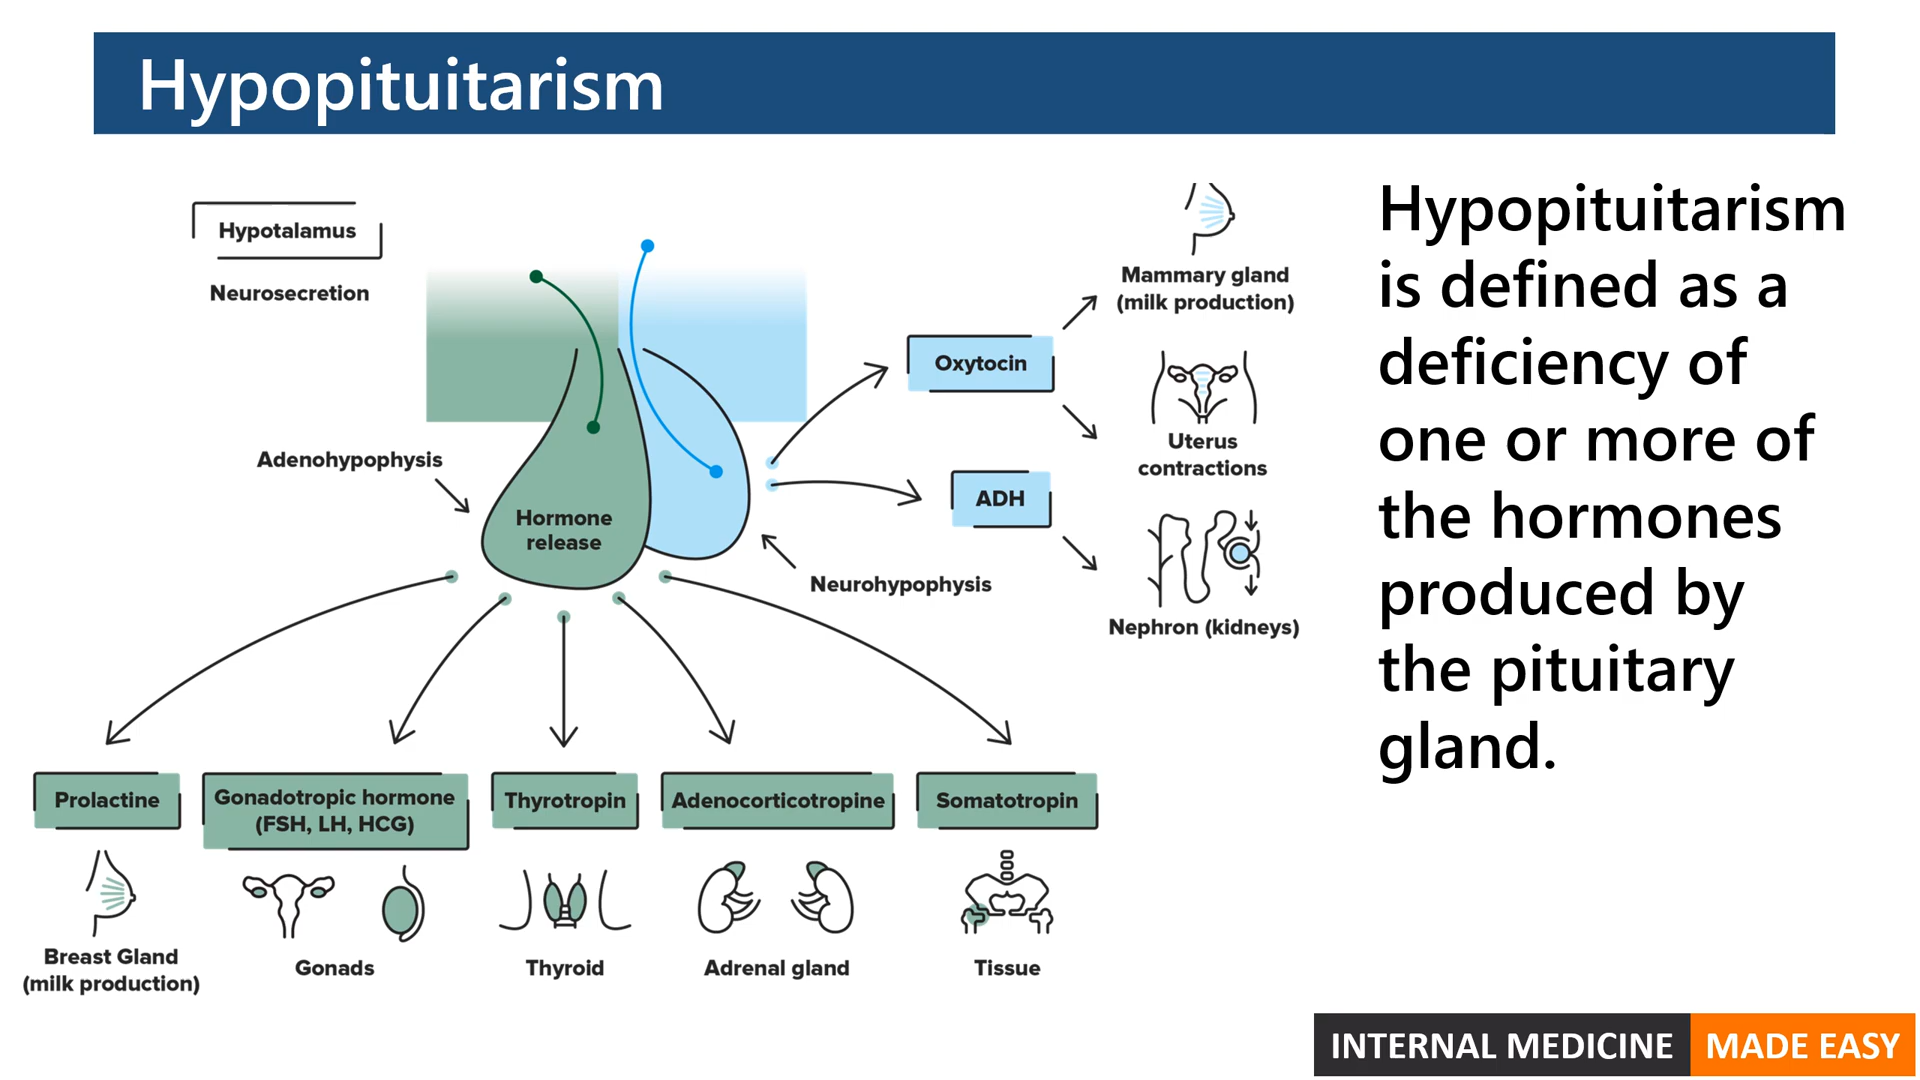 Hypopituitarism
Hypotalamus
Neurosecretion
Adenohypophysis
Hormone
release
Neurohypophysis
Oxytocin
ADH
Mammary gland
(milk production)
Uterus
contractions
Nephron (kidneys)
Prolactine
Gonadotropic hormone
(FSH, LH, HCG)
Thyrotropin
Adenocorticotropine
Somatotropin
Breast Gland
(milk production)
Gonads
Thyroid
Adrenal gland
Tissue
Hypopituitarism
is defined as a
deficiency of
one or more of
the hormones
produced by
the pituitary
gland.
INTERNAL MEDICINE MADE EASY